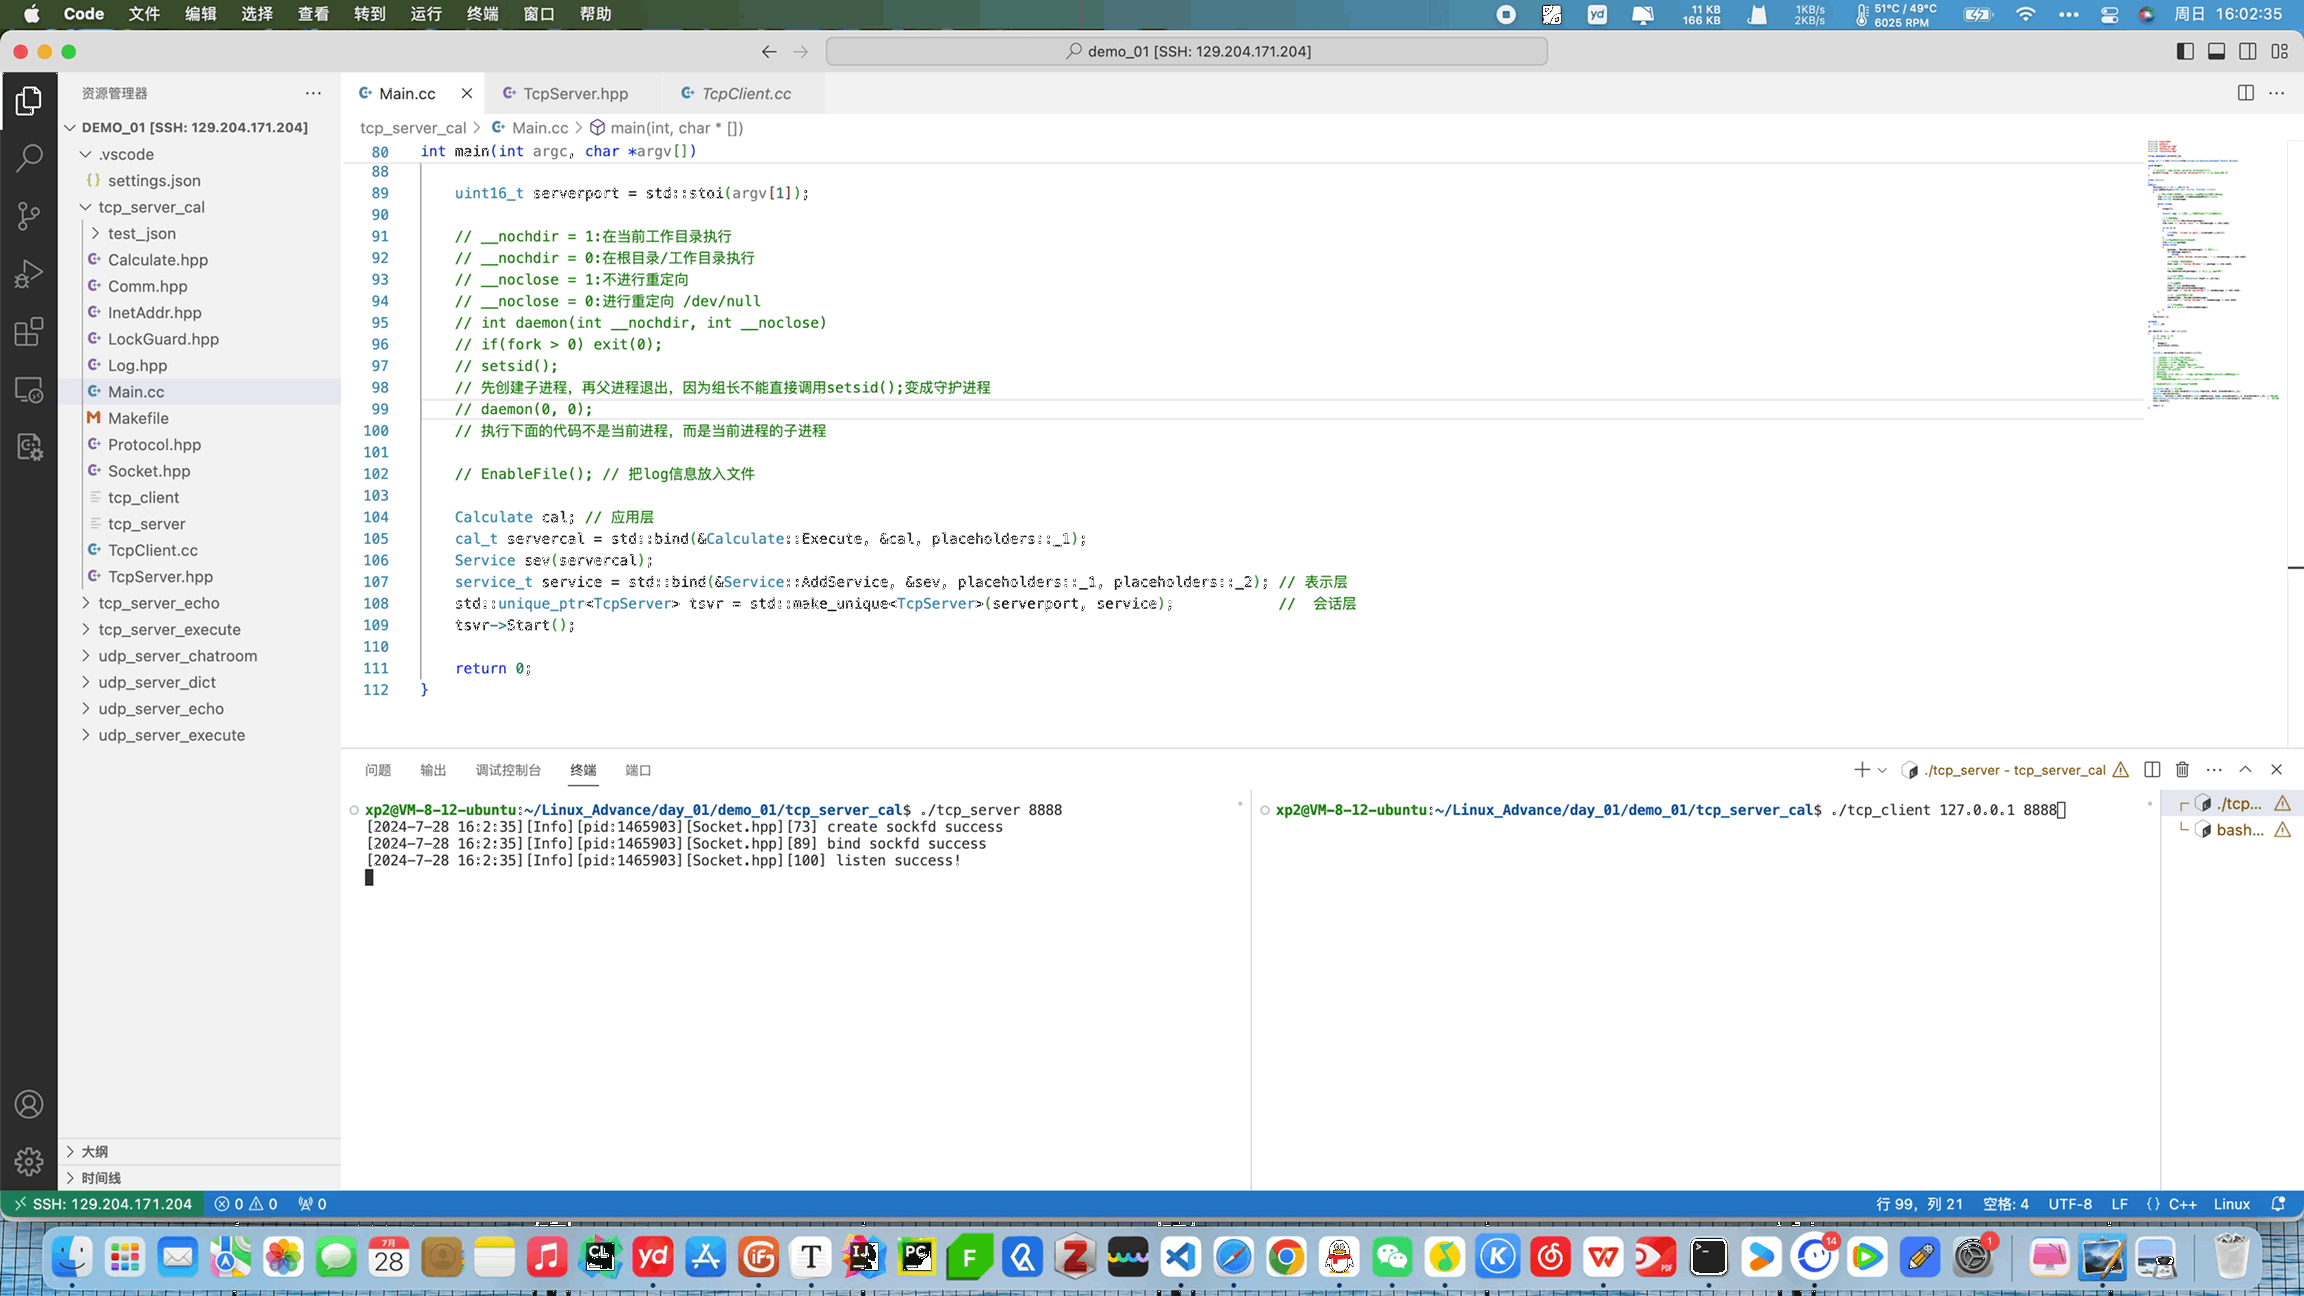 Code 文件 编辑 选择 查看 转到 运行 终端 窗口 帮助
yd 11 KB 166 KB 1KB/s 2KB/s 51°C / 49°C 6025 RPM 周日 16:02:35
demo_01 [SSH: 129.204.171.204]
资源管理器
Main.cc TcpServer.hpp TcpClient.cc
DEMO_01 [SSH: 129.204.171.204]
.vscode
settings.json
tcp_server_cal
test_json
Calculate.hpp
Comm.hpp
InetAddr.hpp
LockGuard.hpp
Log.hpp
Main.cc
Makefile
Protocol.hpp
Socket.hpp
tcp_client
tcp_server
TcpClient.cc
TcpServer.hpp
tcp_server_echo
tcp_server_execute
udp_server_chatroom
udp_server_dict
udp_server_echo
udp_server_execute
大纲
时间线
tcp_server_cal > Main.cc > main(int, char * [])
80 int main(int argc, char *argv[])
88
89 uint16_t serverport = std::stoi(argv[1]);
90
91 // __nochdir = 1:在当前工作目录执行
92 // __nochdir = 0:在根目录/工作目录执行
93 // __noclose = 1:不进行重定向
94 // __noclose = 0:进行重定向 /dev/null
95 // int daemon(int __nochdir, int __noclose)
96 // if(fork > 0) exit(0);
97 // setsid();
98 // 先创建子进程，再父进程退出，因为组长不能直接调用setsid();变成守护进程
99 // daemon(0, 0);
100 // 执行下面的代码不是当前进程，而是当前进程的子进程
101
102 // EnableFile(); // 把log信息放入文件
103
104 Calculate cal; // 应用层
105 cal_t servercal = std::bind(&Calculate::Execute, &cal, placeholders::_1);
106 Service sev(servercal);
107 service_t service = std::bind(&Service::AddService, &sev, placeholders::_1, placeholders::_2); // 表示层
108 std::unique_ptr<TcpServer> tsvr = std::make_unique<TcpServer>(serverport, service); // 会话层
109 tsvr->Start();
110
111 return 0;
112 }
问题 输出 调试控制台 终端 端口
./tcp_server - tcp_server_cal
xp2@VM-8-12-ubuntu:~/Linux_Advance/day_01/demo_01/tcp_server_cal$ ./tcp_server 8888
[2024-7-28 16:2:35][Info][pid:1465903][Socket.hpp][73] create sockfd success
[2024-7-28 16:2:35][Info][pid:1465903][Socket.hpp][89] bind sockfd success
[2024-7-28 16:2:35][Info][pid:1465903][Socket.hpp][100] listen success!
xp2@VM-8-12-ubuntu:~/Linux_Advance/day_01/demo_01/tcp_server_cal$ ./tcp_client 127.0.0.1 8888
./tcp...
bash...
SSH: 129.204.171.204 0 0 0 行 99，列 21 空格: 4 UTF-8 LF {} C++ Linux
7月 28 CL yd iF T IJ PC F Z K W PDF 14 1